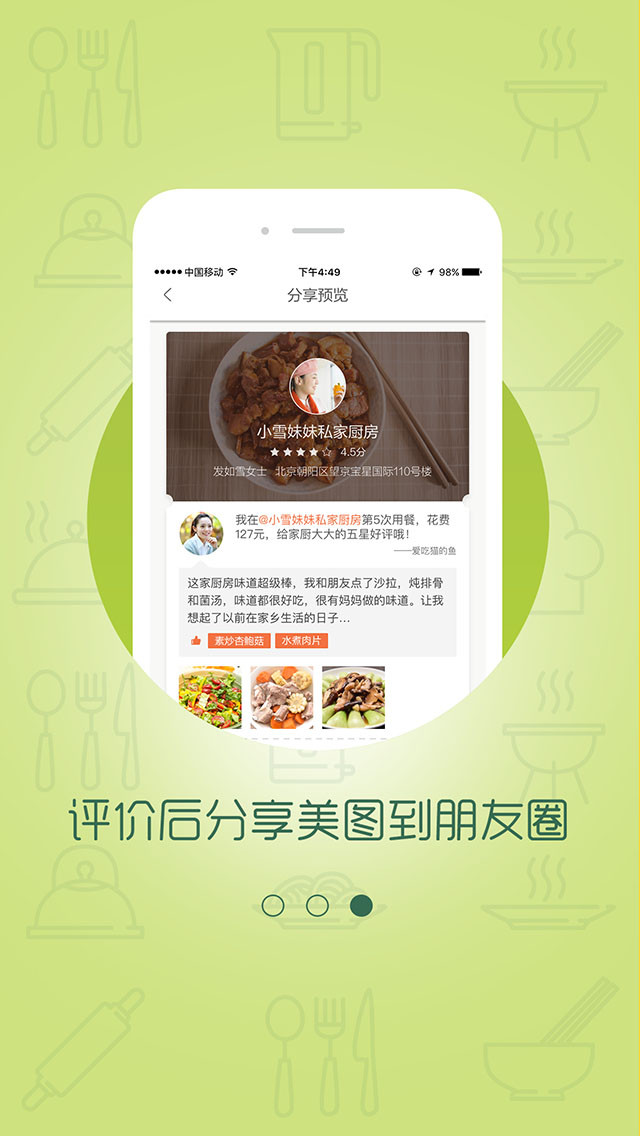 中国移动 下午4:49 98%
分享预览
小雪妹妹私家厨房
4.5分
发如雪女士 北京朝阳区望京宝星国际110号楼
我在@小雪妹妹私家厨房第5次用餐，花费
127元，给家厨大大的五星好评哦！
——爱吃猫的鱼
这家厨房味道超级棒，我和朋友点了沙拉，炖排骨
和菌汤，味道都很好吃，很有妈妈做的味道。让我
想起了以前在家乡生活的日子...
素炒杏鲍菇 水煮肉片
评价后分享美图到朋友圈